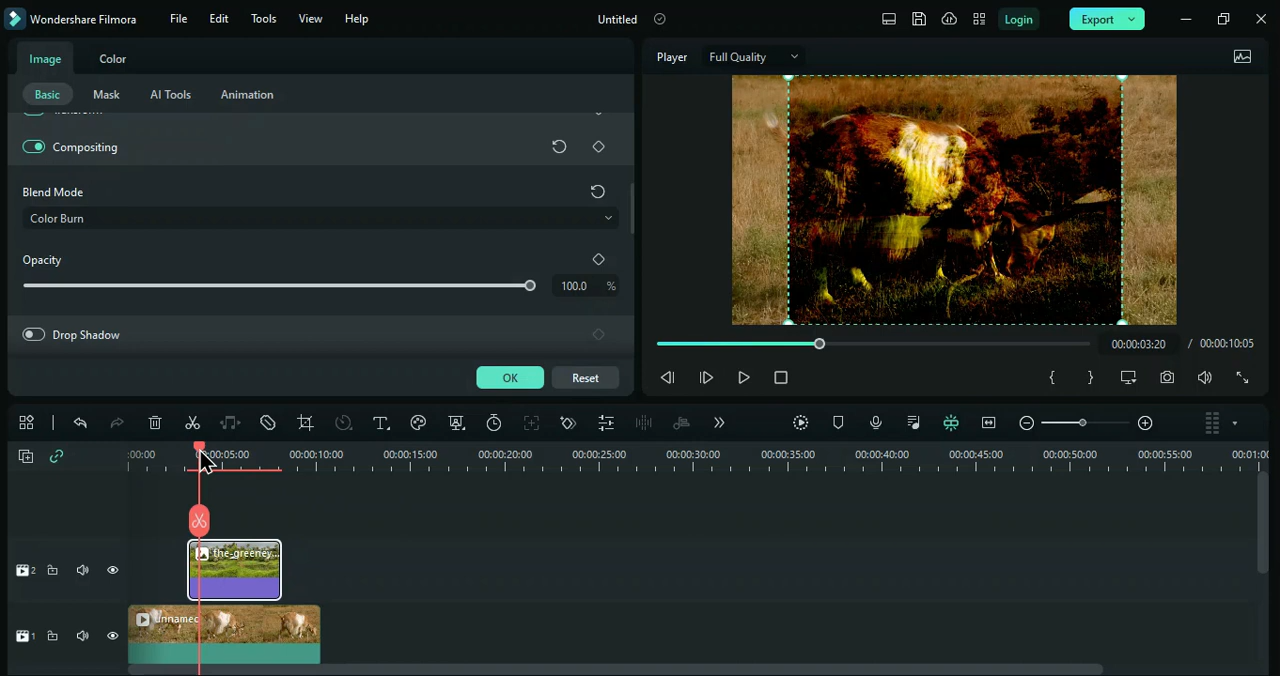 Wondershare Filmora File Edit Tools View Help Untitled Login Export
Image Color
Player Full Quality
Basic Mask AI Tools Animation
Transform
Compositing
Blend Mode
Color Burn
Opacity
100.0 %
Drop Shadow
00:00:03:20 / 00:00:10:05
OK Reset
:00:00 00:00:05:00 00:00:10:00 00:00:15:00 00:00:20:00 00:00:25:00 00:00:30:00 00:00:35:00 00:00:40:00 00:00:45:00 00:00:50:00 00:00:55:00 00:01:0
the-greeney...
2
unnamed
1